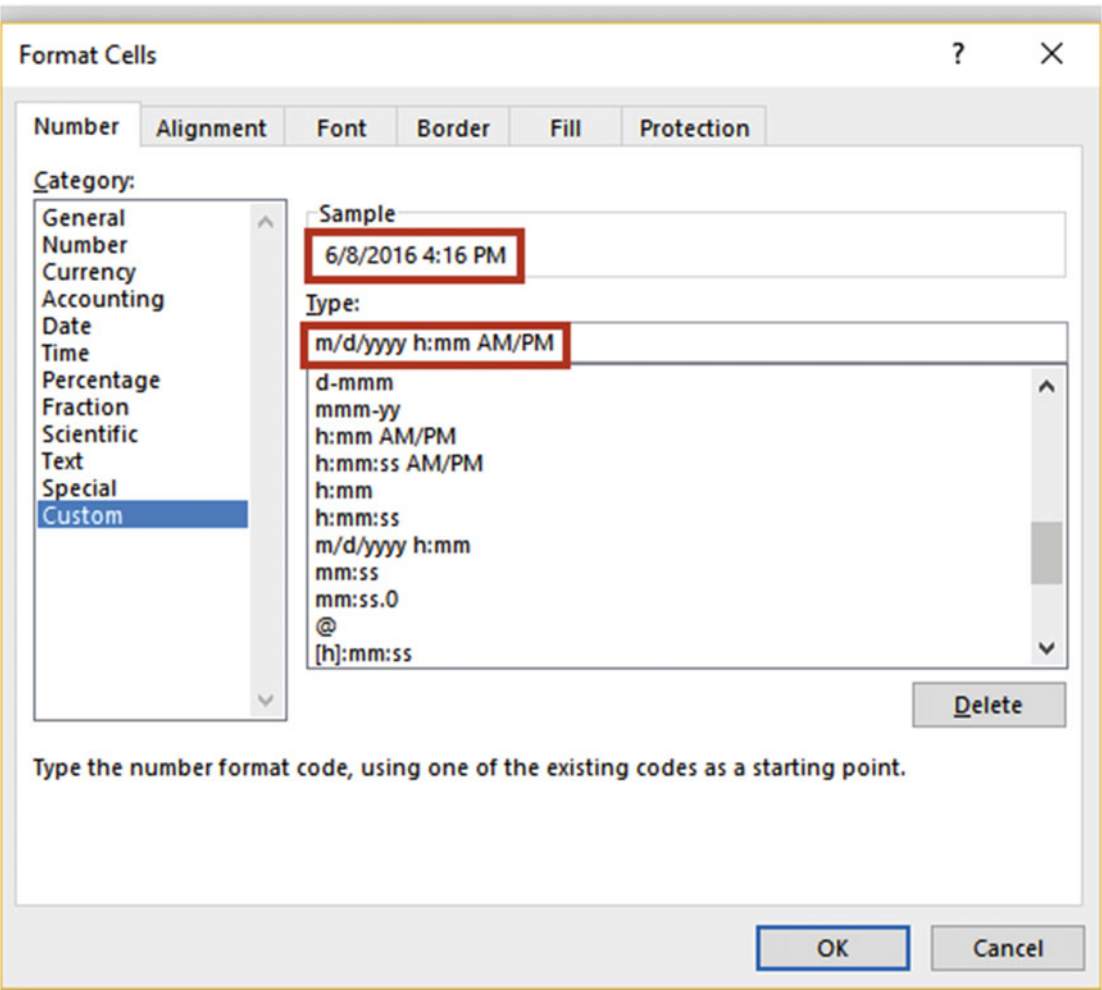 Format Cells ?
Number Alignment Font Border Fill Protection
Category:
General
Number
Currency
Accounting
Date
Time
Percentage
Fraction
Scientific
Text
Special
Custom
Sample
6/8/2016 4:16 PM
Type:
m/d/yyyy h:mm AM/PM
d-mmm
mmm-yy
h:mm AM/PM
h:mm:ss AM/PM
h:mm
h:mm:ss
m/d/yyyy h:mm
mm:ss
mm:ss.0
@
[h]:mm:ss
Delete
Type the number format code, using one of the existing codes as a starting point.
OK Cancel